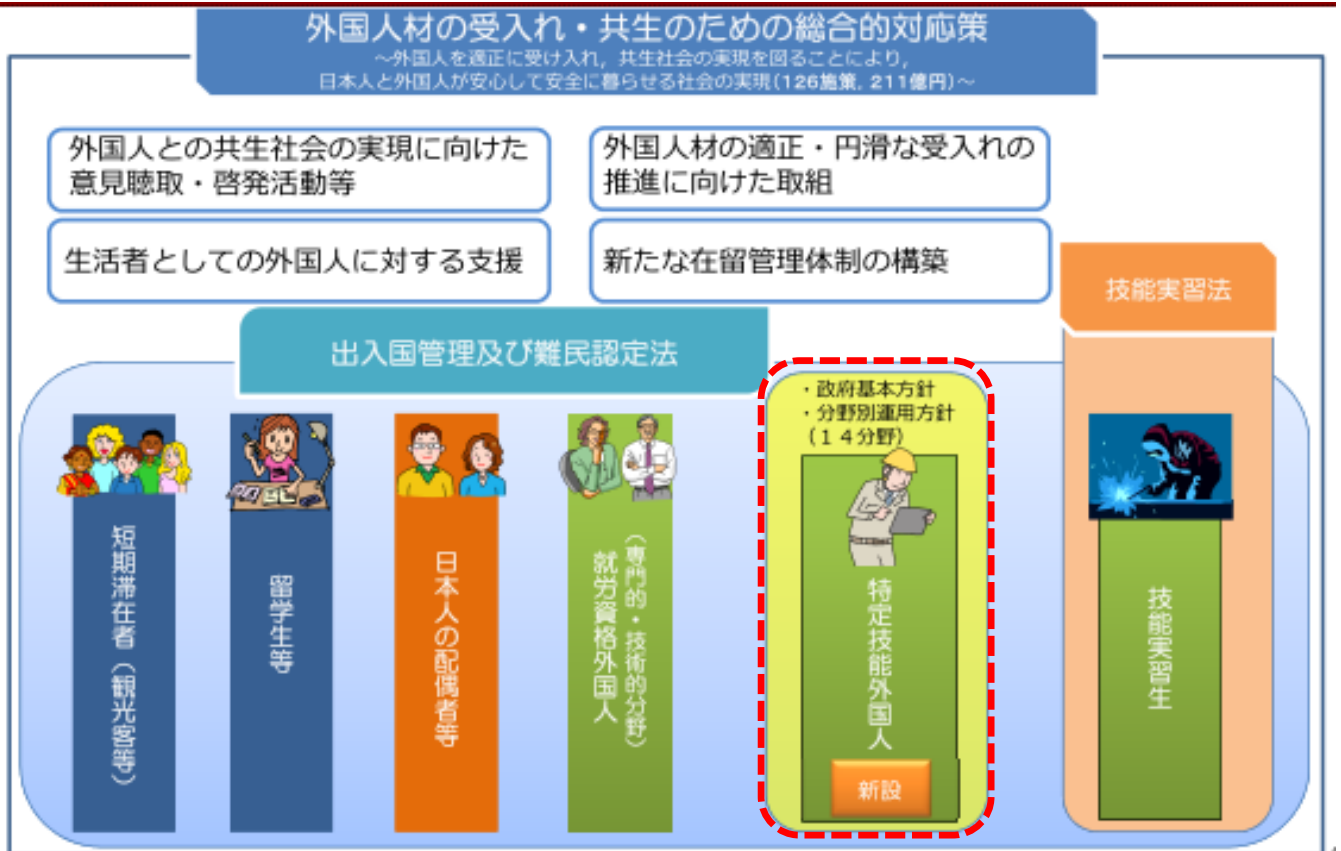 外国人材の受入れ・共生のための総合的対応策
～外国人を適正に受け入れ，共生社会の実現を図ることにより，
日本人と外国人が安心して安全に暮らせる社会の実現(126施策，211億円)～
外国人との共生社会の実現に向けた
意見聴取・啓発活動等
外国人材の適正・円滑な受入れの
推進に向けた取組
生活者としての外国人に対する支援
新たな在留管理体制の構築
技能実習法
出入国管理及び難民認定法
・政府基本方針
・分野別運用方針
（１４分野）
短期滞在者（観光客等）
留学生等
日本人の配偶者等
（専門的・技術的分野）
就労資格外国人
特定技能外国人
新設
技能実習生